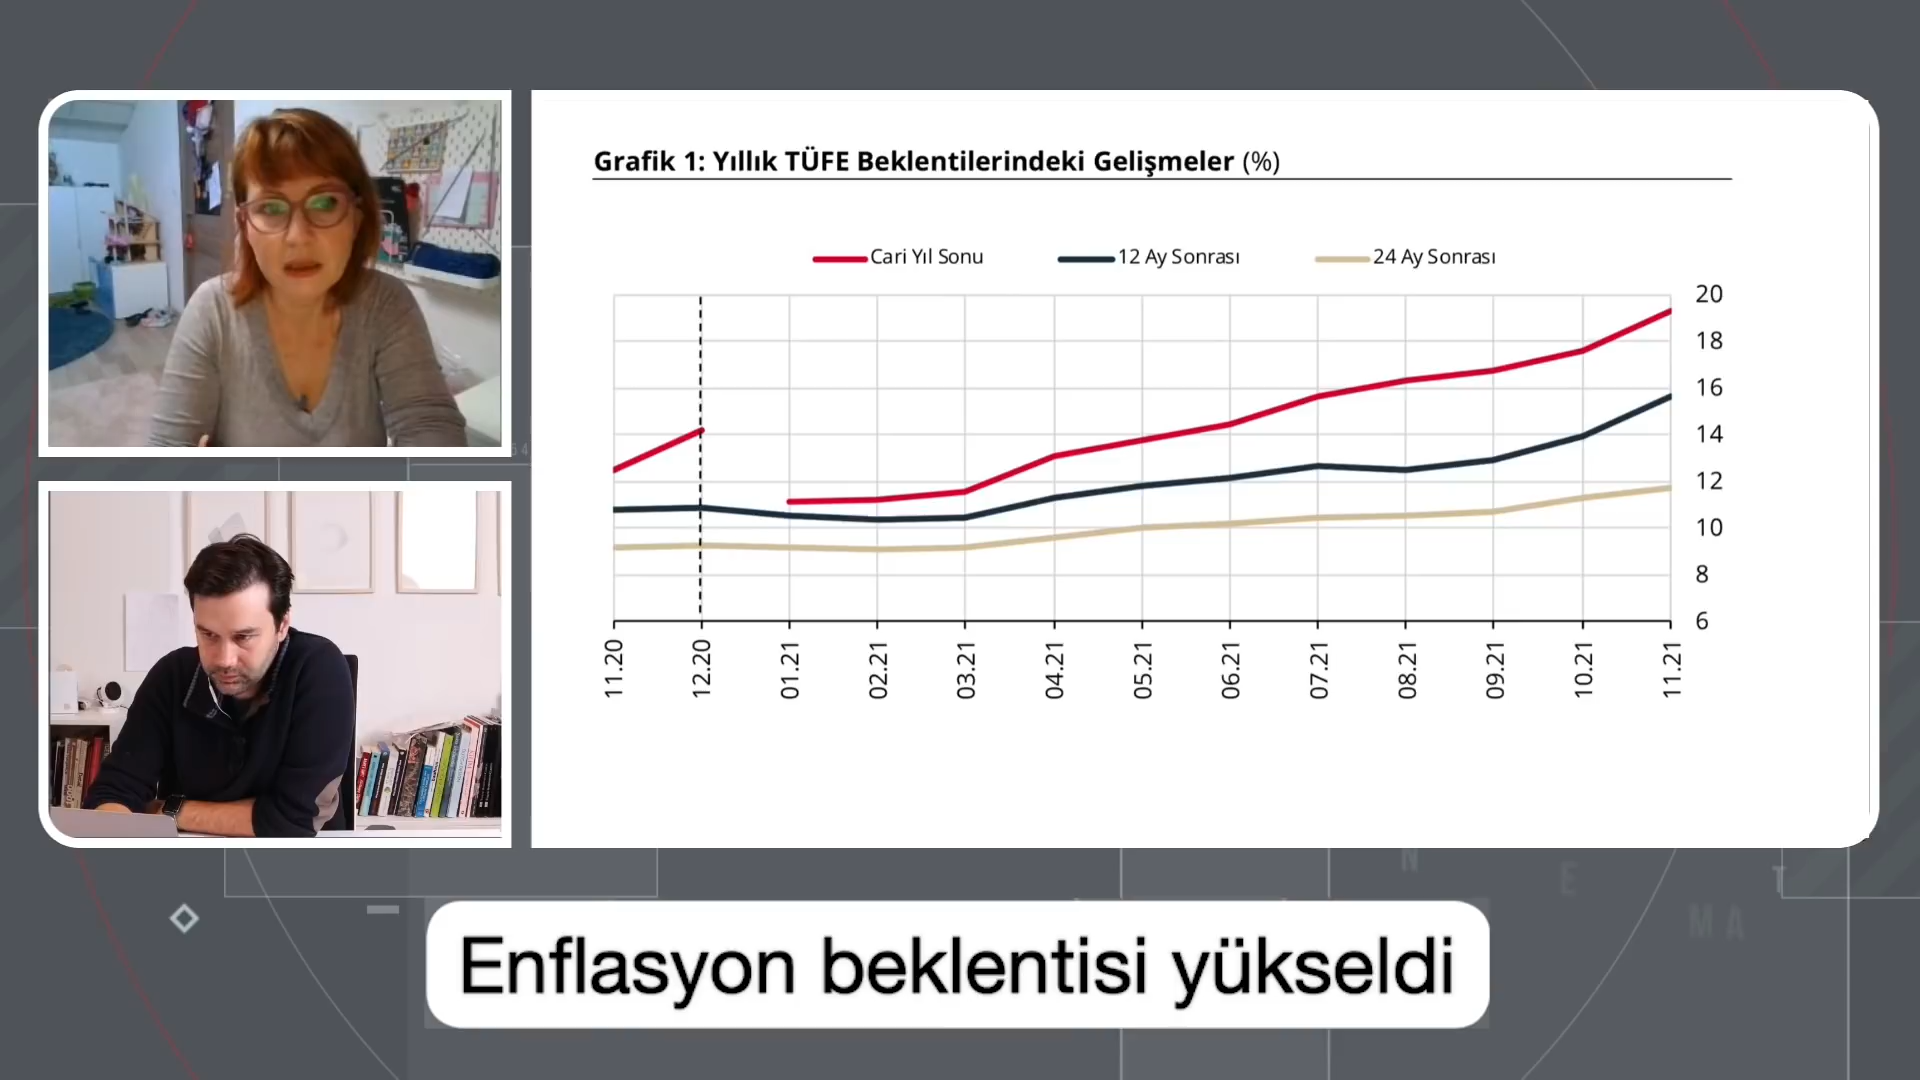 Grafik 1: Yıllık TÜFE Beklentilerindeki Gelişmeler (%)
Cari Yıl Sonu 12 Ay Sonrası 24 Ay Sonrası
20
18
16
14
12
10
8
6
11.20 12.20 01.21 02.21 03.21 04.21 05.21 06.21 07.21 08.21 09.21 10.21 11.21
N E T
M A
Enflasyon beklentisi yükseldi